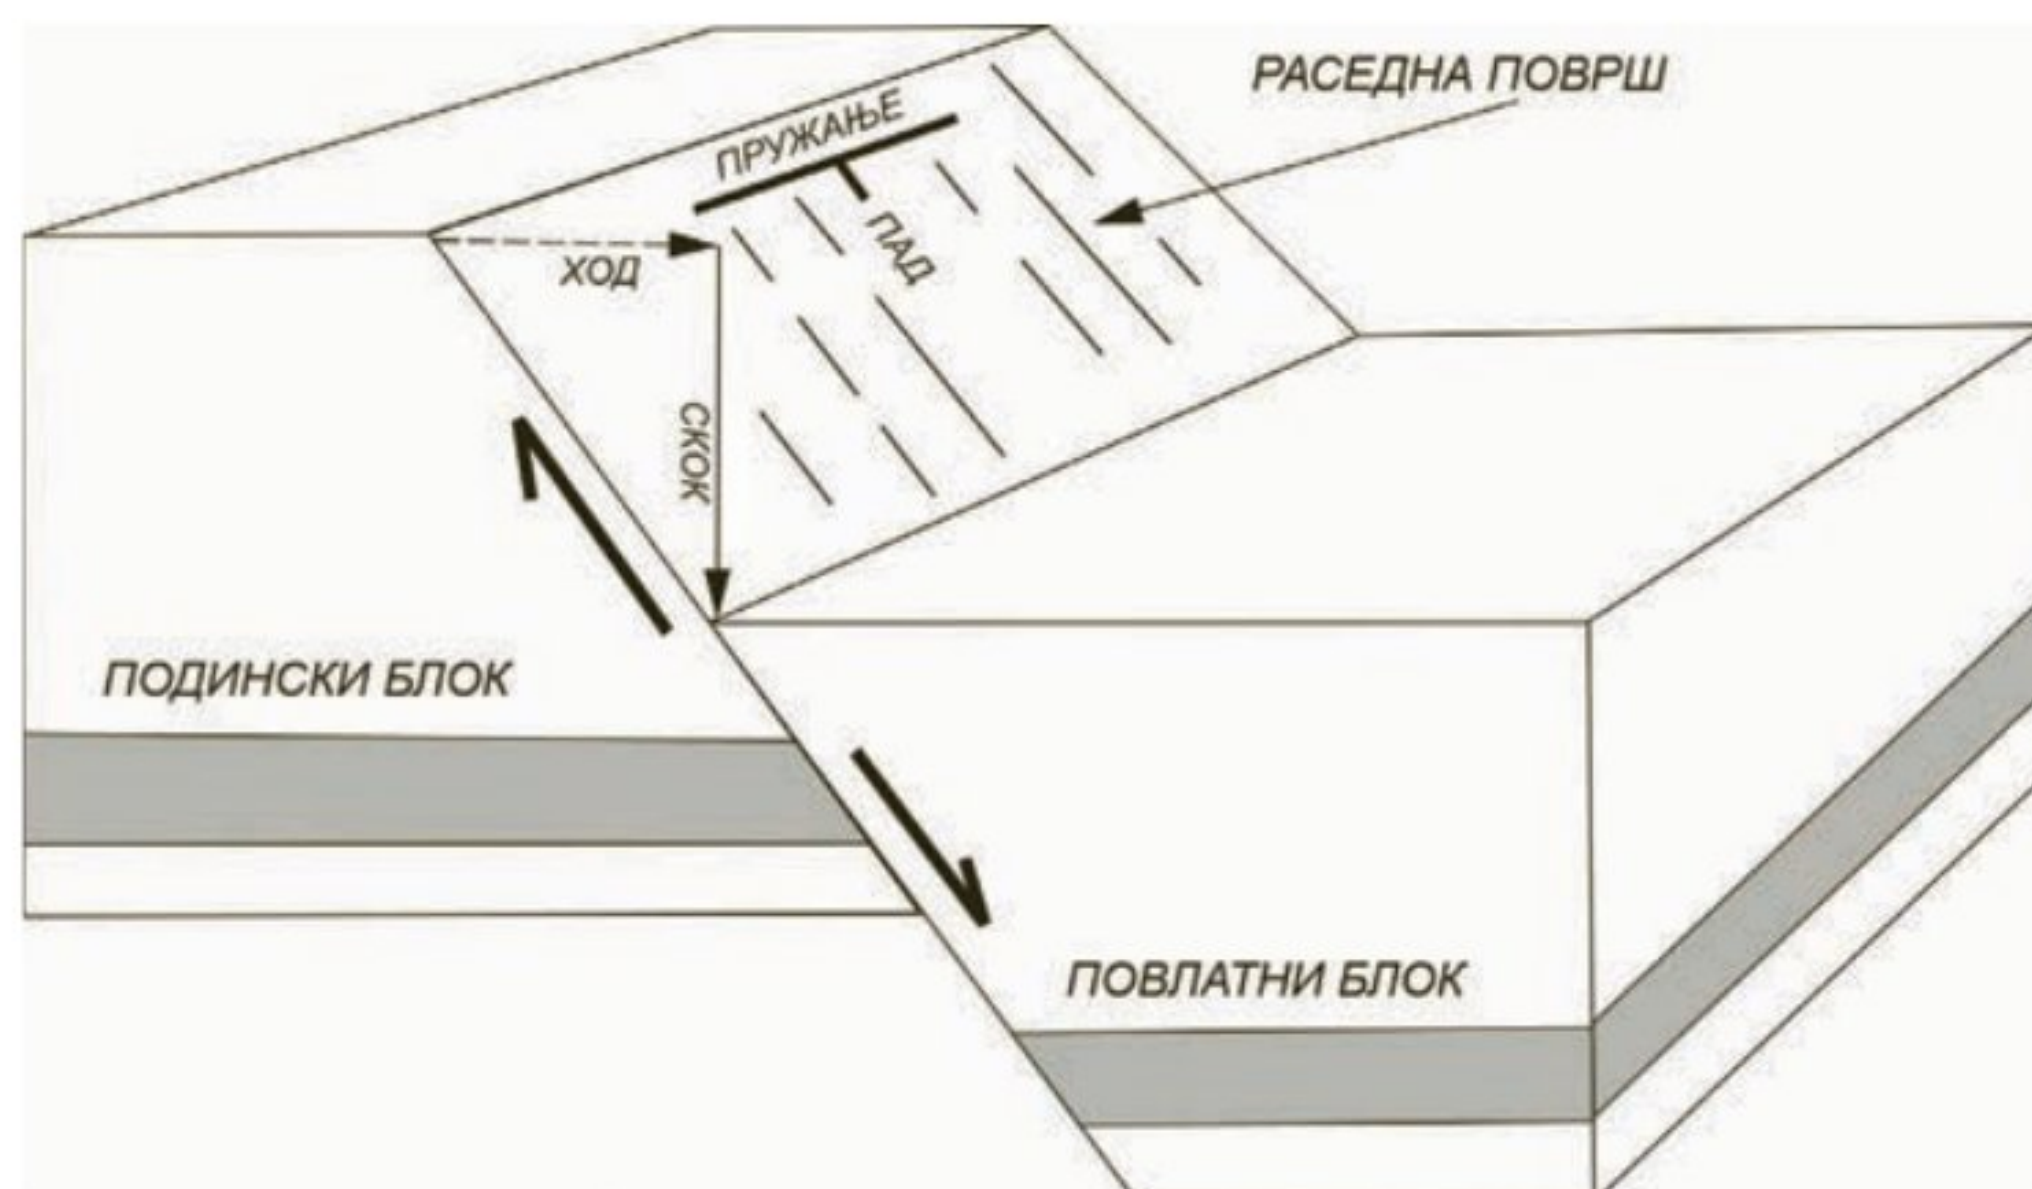 РАСЕДНА ПОВРШ
ПРУЖАЊЕ
ПАД
ХОД
СКОК
ПОДИНСКИ БЛОК
ПОВЛАТНИ БЛОК